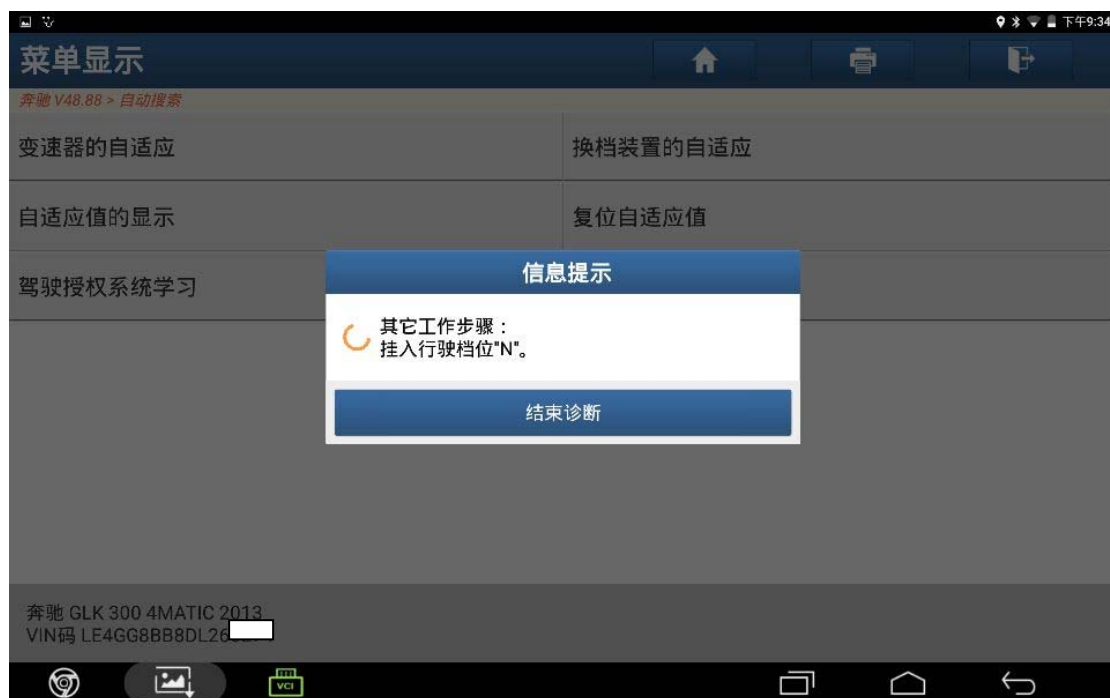 下午9:34
菜单显示
奔驰 V48.88 > 自动搜索
变速器的自适应
换档装置的自适应
自适应值的显示
复位自适应值
驾驶授权系统学习
信息提示
其它工作步骤：
挂入行驶档位"N"。
结束诊断
奔驰 GLK 300 4MATIC 2013
VIN码 LE4GG8BB8DL26
VCI